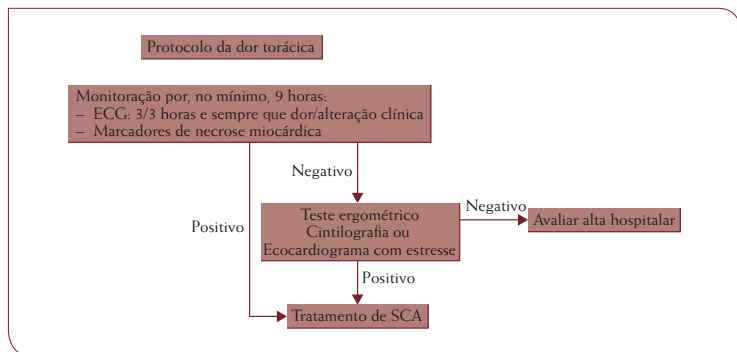 Protocolo da dor torácica
Monitoração por, no mínimo, 9 horas:
– ECG: 3/3 horas e sempre que dor/alteração clínica
– Marcadores de necrose miocárdica
Negativo
Positivo
Teste ergométrico
Cintilografia ou
Ecocardiograma com estresse
Negativo
Avaliar alta hospitalar
Positivo
Tratamento de SCA